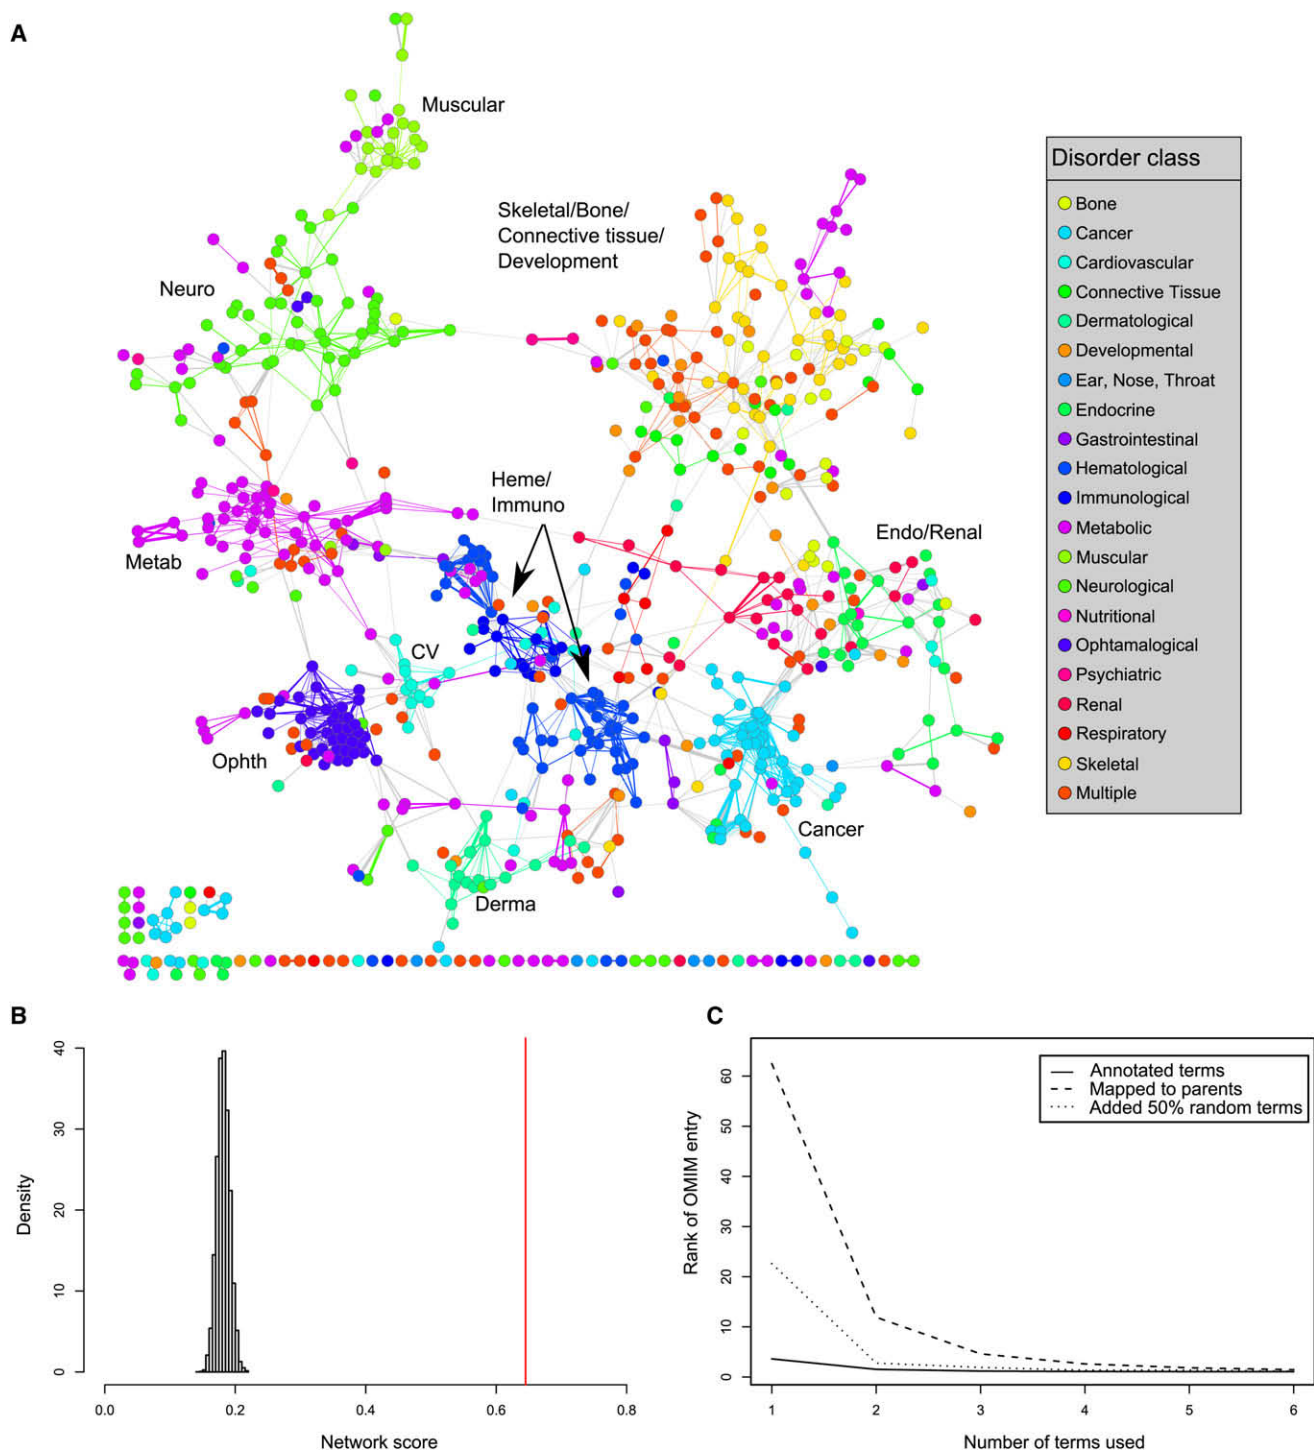 A
Muscular
Skeletal/Bone/
Connective tissue/
Development
Neuro
Heme/
Immuno
Metab
Endo/Renal
CV
Ophth
Cancer
Derma
Disorder class
Bone
Cancer
Cardiovascular
Connective Tissue
Dermatological
Developmental
Ear, Nose, Throat
Endocrine
Gastrointestinal
Hematological
Immunological
Metabolic
Muscular
Neurological
Nutritional
Ophtamalogical
Psychiatric
Renal
Respiratory
Skeletal
Multiple
B
Density
0
10
20
30
40
0.0
0.2
0.4
0.6
0.8
Network score
C
Rank of OMIM entry
0
10
20
30
40
50
60
Annotated terms
Mapped to parents
Added 50% random terms
1
2
3
4
5
6
Number of terms used